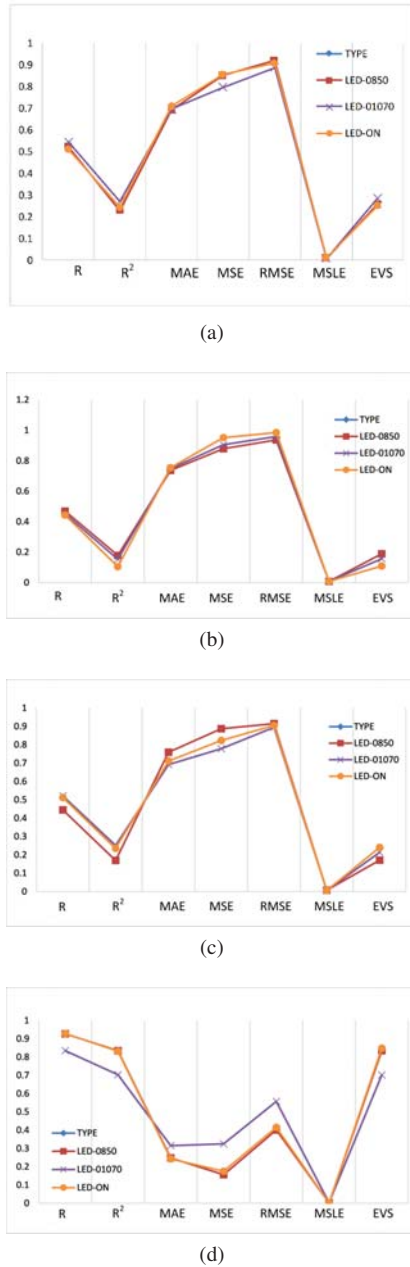 1
0.9
0.8
0.7
0.6
0.5
0.4
0.3
0.2
0.1
0
TYPE
LED-0850
LED-01070
LED-ON
R R² MAE MSE RMSE MSLE EVS
(a)
1.2
1
0.8
0.6
0.4
0.2
0
TYPE
LED-0850
LED-01070
LED-ON
R R² MAE MSE RMSE MSLE EVS
(b)
1
0.9
0.8
0.7
0.6
0.5
0.4
0.3
0.2
0.1
0
TYPE
LED-0850
LED-01070
LED-ON
R R² MAE MSE RMSE MSLE EVS
(c)
1
0.9
0.8
0.7
0.6
0.5
0.4
0.3
0.2
0.1
0
TYPE
LED-0850
LED-01070
LED-ON
R R² MAE MSE RMSE MSLE EVS
(d)